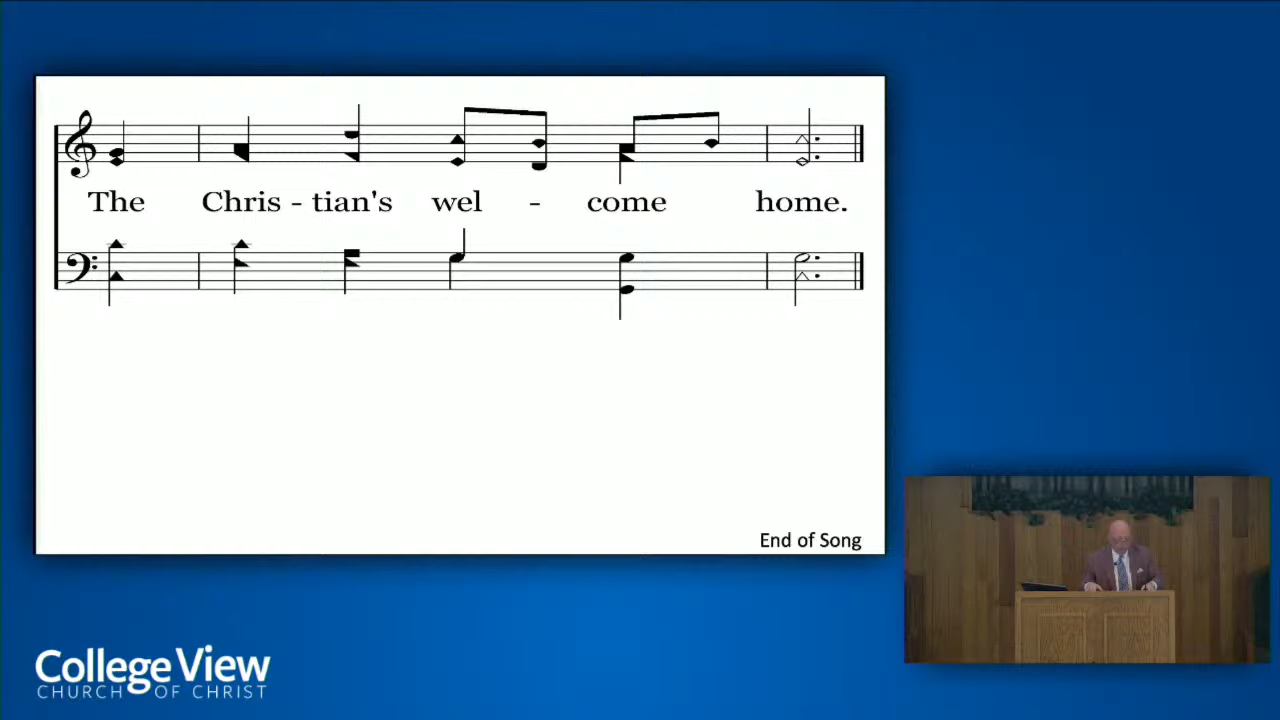 The Chris - tian's wel - come home.
End of Song
College View
CHURCH OF CHRIST